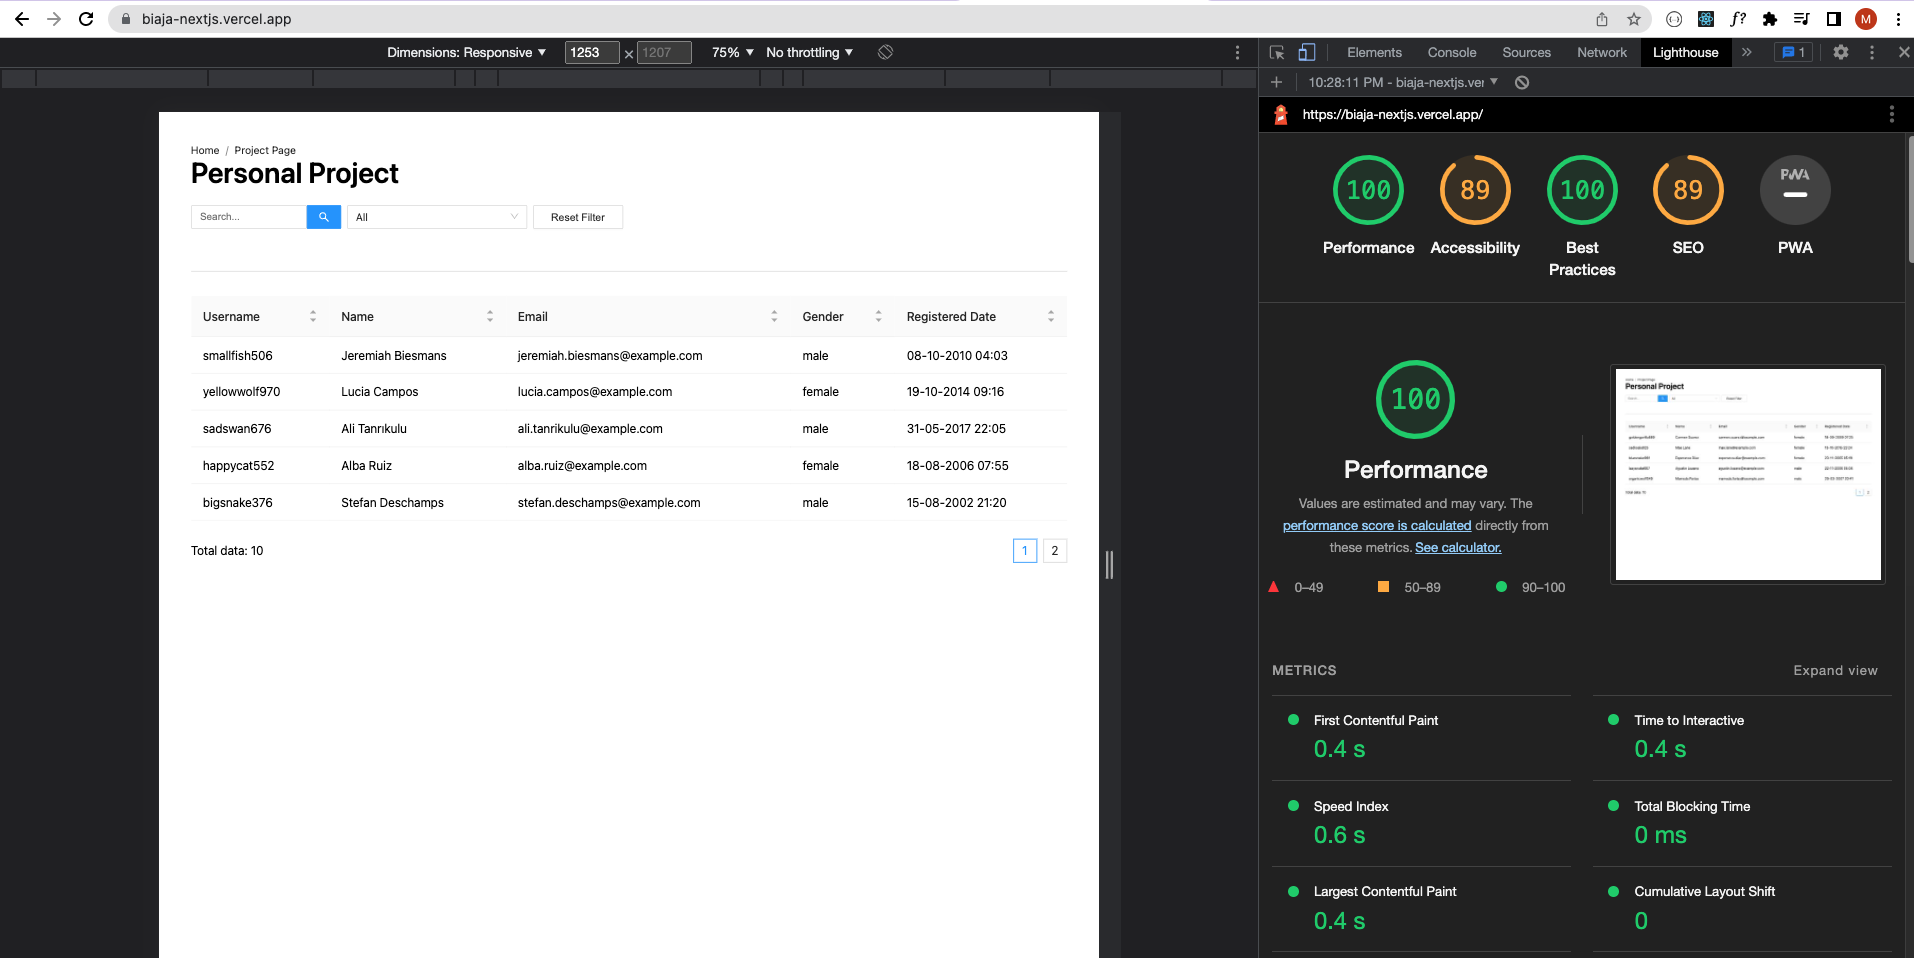 biaja-nextjs.vercel.app
M
Dimensions: Responsive 1253 × 1207 75% No throttling
Elements Console Sources Network Lighthouse » 1
10:28:11 PM - biaja-nextjs.ver
https://biaja-nextjs.vercel.app/
Home / Project Page
Personal Project
Search... All Reset Filter
Username Name Email Gender Registered Date
smallfish506 Jeremiah Biesmans jeremiah.biesmans@example.com male 08-10-2010 04:03
yellowwolf970 Lucia Campos lucia.campos@example.com female 19-10-2014 09:16
sadswan676 Ali Tanrıkulu ali.tanrikulu@example.com male 31-05-2017 22:05
happycat552 Alba Ruiz alba.ruiz@example.com female 18-08-2006 07:55
bigsnake376 Stefan Deschamps stefan.deschamps@example.com male 15-08-2002 21:20
Total data: 10 1 2
100 89 100 89 PWA
Performance Accessibility Best Practices SEO PWA
100
Performance
Values are estimated and may vary. The
performance score is calculated directly from
these metrics. See calculator.
0–49 50–89 90–100
Personal Project
METRICS Expand view
First Contentful Paint
0.4 s
Time to Interactive
0.4 s
Speed Index
0.6 s
Total Blocking Time
0 ms
Largest Contentful Paint
0.4 s
Cumulative Layout Shift
0